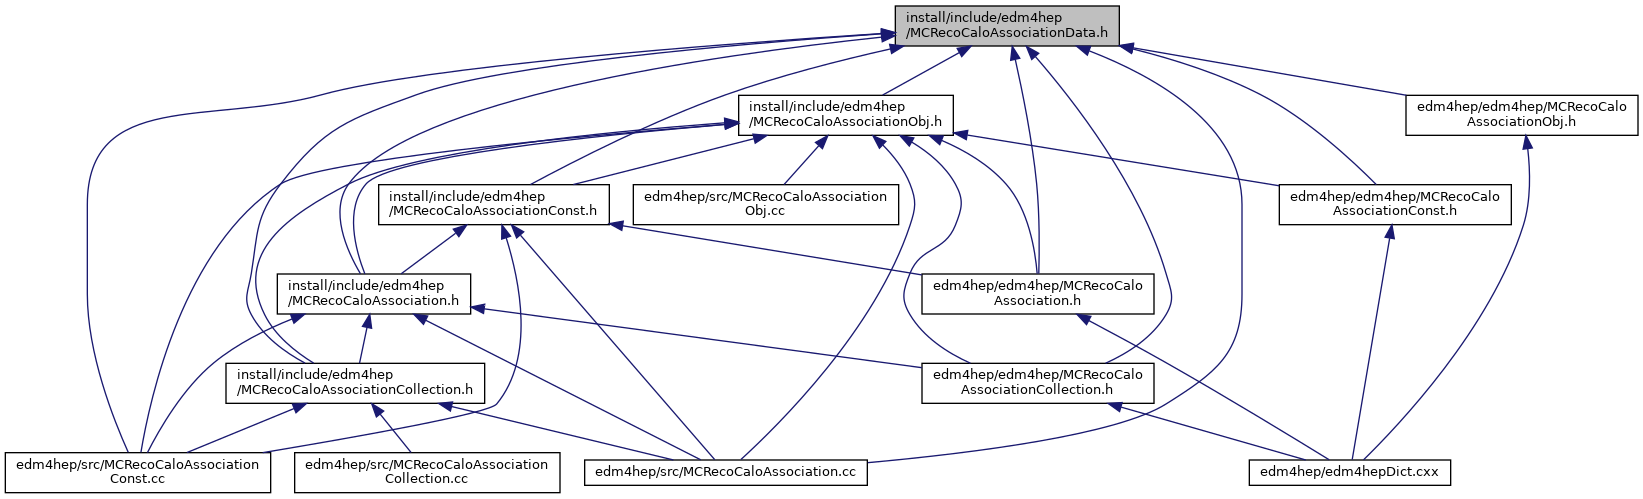 install/include/edm4hep
/MCRecoCaloAssociationData.h
install/include/edm4hep
/MCRecoCaloAssociationObj.h
edm4hep/edm4hep/MCRecoCalo
AssociationObj.h
install/include/edm4hep
/MCRecoCaloAssociationConst.h
edm4hep/src/MCRecoCaloAssociation
Obj.cc
edm4hep/edm4hep/MCRecoCalo
AssociationConst.h
install/include/edm4hep
/MCRecoCaloAssociation.h
edm4hep/edm4hep/MCRecoCalo
Association.h
install/include/edm4hep
/MCRecoCaloAssociationCollection.h
edm4hep/edm4hep/MCRecoCalo
AssociationCollection.h
edm4hep/src/MCRecoCaloAssociation
Const.cc
edm4hep/src/MCRecoCaloAssociation
Collection.cc
edm4hep/src/MCRecoCaloAssociation.cc
edm4hep/edm4hepDict.cxx